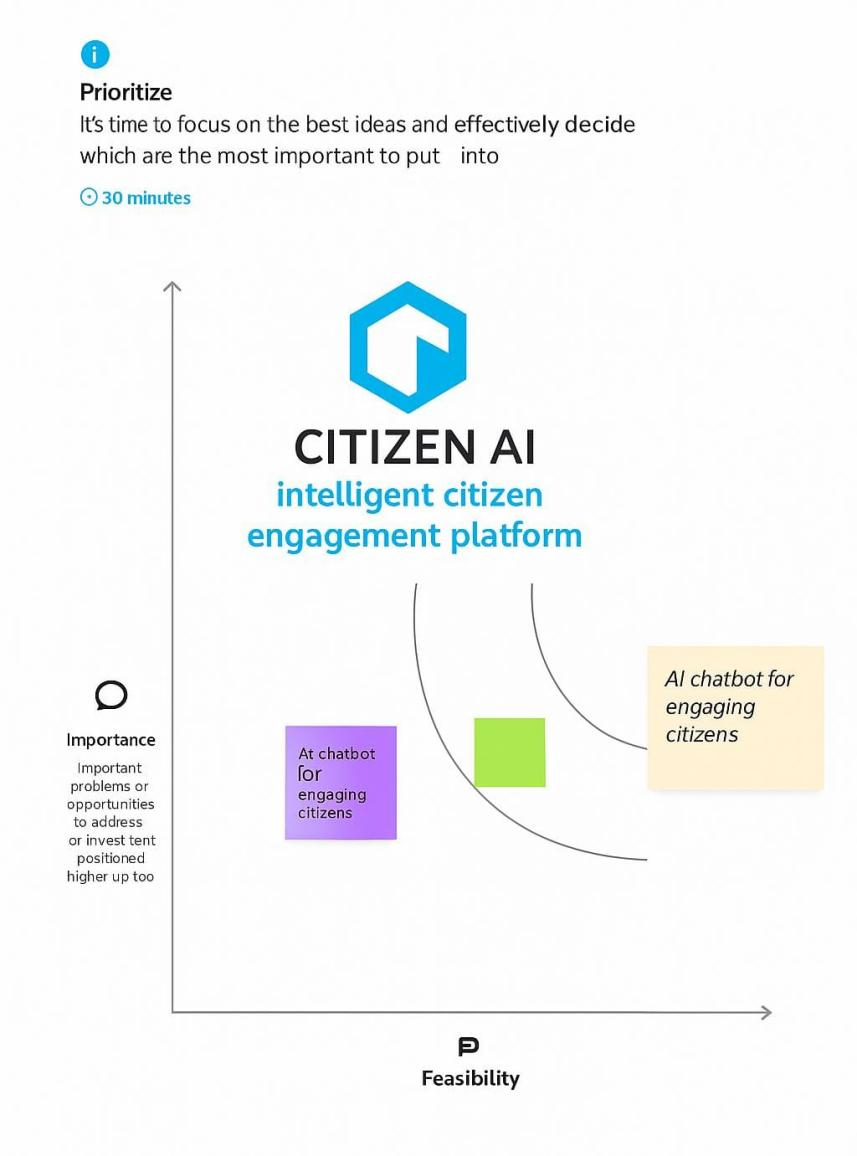 Prioritize
It's time to focus on the best ideas and effectively decide
which are the most important to put into
30 minutes
CITIZEN AI
intelligent citizen
engagement platform
AI chatbot for
engaging
citizens
At chatbot
for
engaging
citizens
Importance
Important
problems or
opportunities
to address
or invest tent
positioned
higher up too
Feasibility